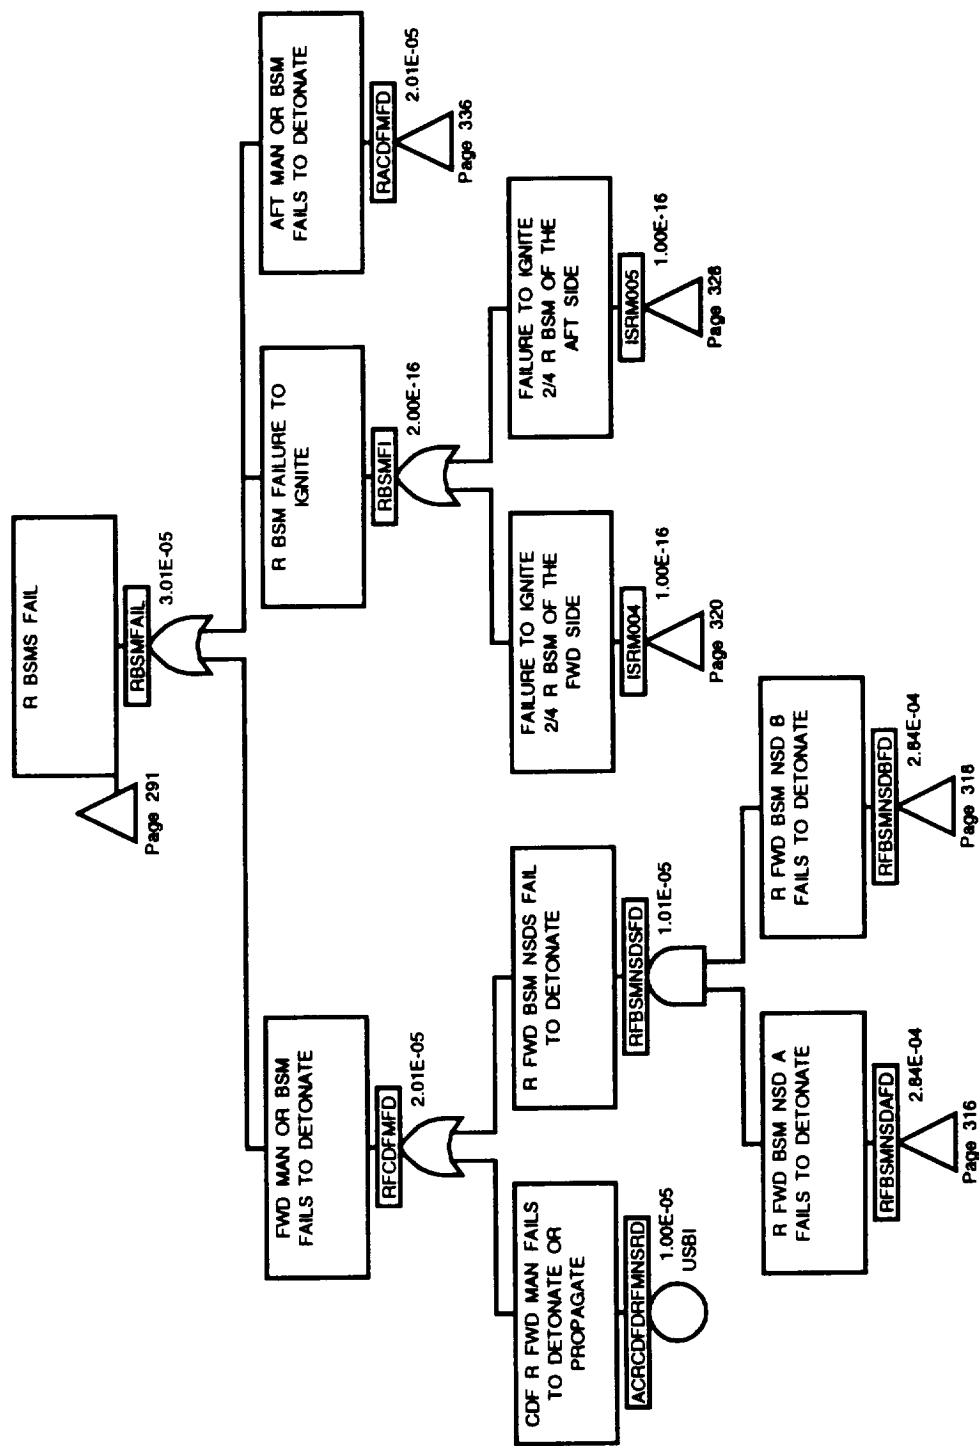 R BSMS FAIL
RBSMFAIL
3.01E-05
Page 291
FWD MAN OR BSM
FAILS TO DETONATE
RFCDFMFD
2.01E-05
R BSM FAILURE TO
IGNITE
RBSMFI
2.00E-16
AFT MAN OR BSM
FAILS TO DETONATE
RACDFMFD
2.01E-05
Page 336
CDF R FWD MAN FAILS
TO DETONATE OR
PROPAGATE
ACRCDFDRFMNSRD
1.00E-05
USBI
R FWD BSM NSDS FAIL
TO DETONATE
RFBSMNSDSFD
1.01E-05
FAILURE TO IGNITE
2/4 R BSM OF THE
FWD SIDE
ISRM004
1.00E-16
Page 320
FAILURE TO IGNITE
2/4 R BSM OF THE
AFT SIDE
ISRM005
1.00E-16
Page 328
R FWD BSM NSD A
FAILS TO DETONATE
RFBSMNSDAFD
2.84E-04
Page 316
R FWD BSM NSD B
FAILS TO DETONATE
RFBSMNSDBFD
2.84E-04
Page 318